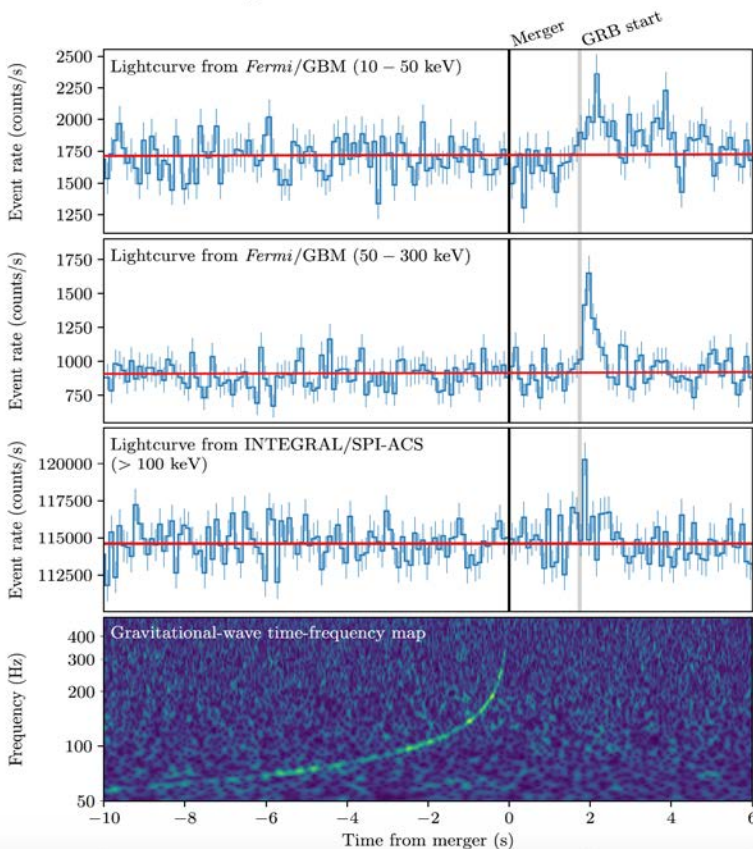 Merger
GRB start
Lightcurve from Fermi/GBM (10 − 50 keV)
Event rate (counts/s)
2500
2250
2000
1750
1500
1250
Lightcurve from Fermi/GBM (50 − 300 keV)
Event rate (counts/s)
1750
1500
1250
1000
750
Lightcurve from INTEGRAL/SPI-ACS
(> 100 keV)
Event rate (counts/s)
120000
117500
115000
112500
Gravitational-wave time-frequency map
Frequency (Hz)
400
300
200
100
50
−10 −8 −6 −4 −2 0 2 4 6
Time from merger (s)